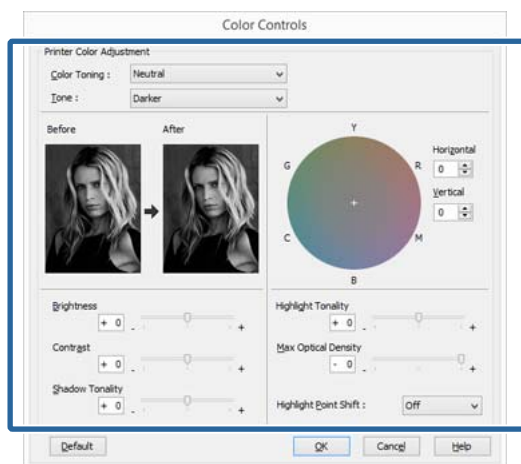 Color Controls
Printer Color Adjustment
Color Toning : Neutral
Tone : Darker
Before After
Y
G R
C M
B
Horizontal
0
Vertical
0
Brightness
+ 0 - +
Contrast
+ 0 - +
Shadow Tonality
+ 0 - +
Highlight Tonality
+ 0 - +
Max Optical Density
- 0 - +
Highlight Point Shift : Off
Default OK Cancel Help